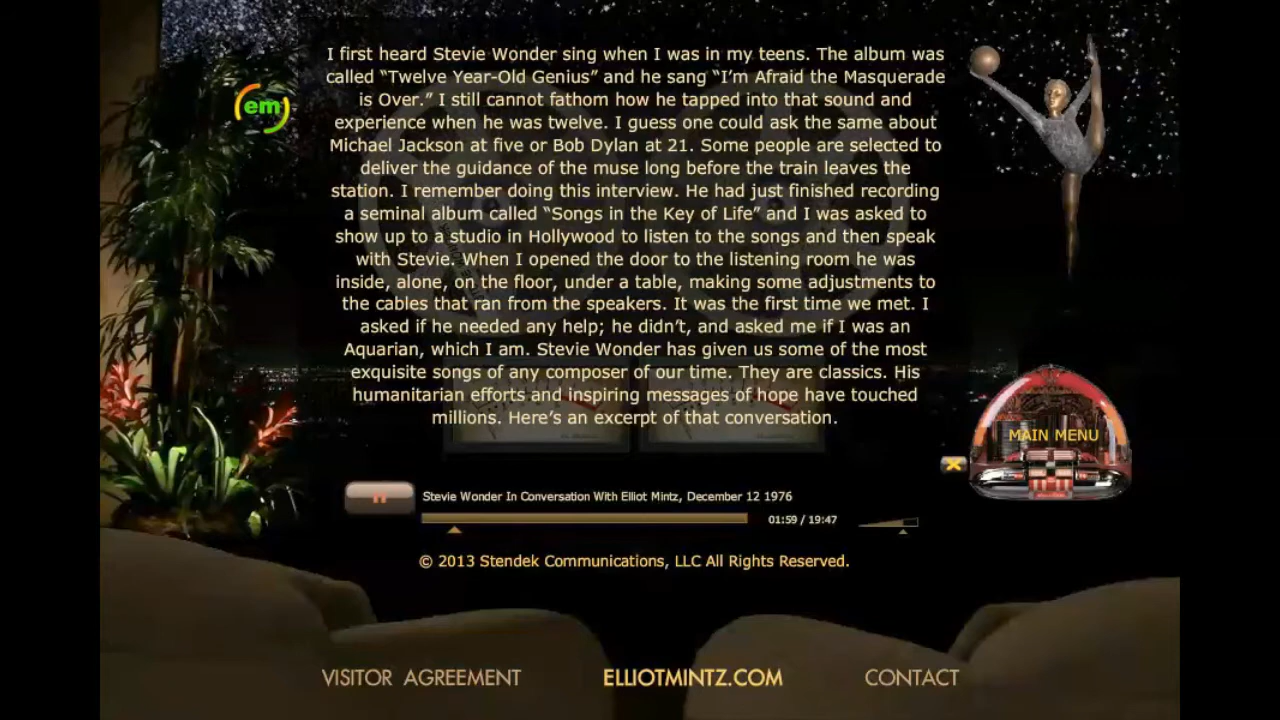 I first heard Stevie Wonder sing when I was in my teens. The album was
called “Twelve Year-Old Genius” and he sang “I’m Afraid the Masquerade
is Over.” I still cannot fathom how he tapped into that sound and
experience when he was twelve. I guess one could ask the same about
Michael Jackson at five or Bob Dylan at 21. Some people are selected to
deliver the guidance of the muse long before the train leaves the
station. I remember doing this interview. He had just finished recording
a seminal album called “Songs in the Key of Life” and I was asked to
show up to a studio in Hollywood to listen to the songs and then speak
with Stevie. When I opened the door to the listening room he was
inside, alone, on the floor, under a table, making some adjustments to
the cables that ran from the speakers. It was the first time we met. I
asked if he needed any help; he didn’t, and asked me if I was an
Aquarian, which I am. Stevie Wonder has given us some of the most
exquisite songs of any composer of our time. They are classics. His
humanitarian efforts and inspiring messages of hope have touched
millions. Here’s an excerpt of that conversation.
em
MAIN MENU
Stevie Wonder In Conversation With Elliot Mintz, December 12 1976
01:59 / 19:47
© 2013 Stendek Communications, LLC All Rights Reserved.
VISITOR AGREEMENT
ELLIOTMINTZ.COM
CONTACT